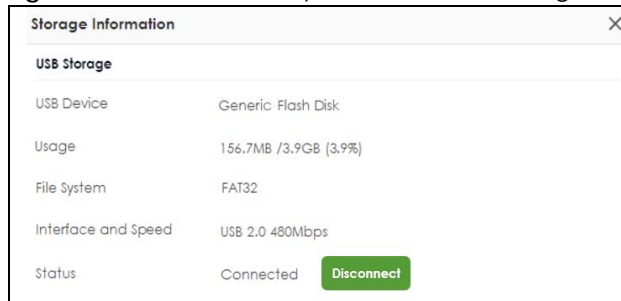 Storage Information
USB Storage
USB Device Generic Flash Disk
Usage 156.7MB /3.9GB (3.9%)
File System FAT32
Interface and Speed USB 2.0 480Mbps
Status Connected Disconnect